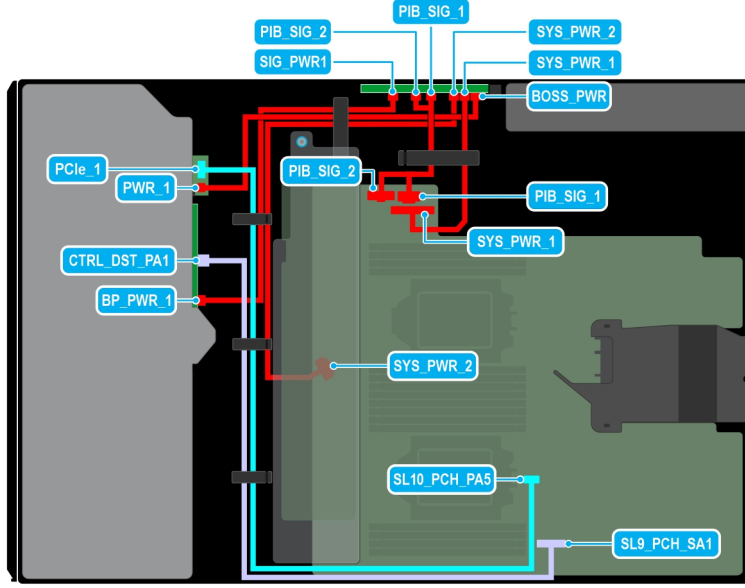 PIB_SIG_1
PIB_SIG_2
SYS_PWR_2
SIG_PWR1
SYS_PWR_1
BOSS_PWR
PCIe_1
PIB_SIG_2
PWR_1
PIB_SIG_1
SYS_PWR_1
CTRL_DST_PA1
BP_PWR_1
SYS_PWR_2
SL10_PCH_PA5
SL9_PCH_SA1